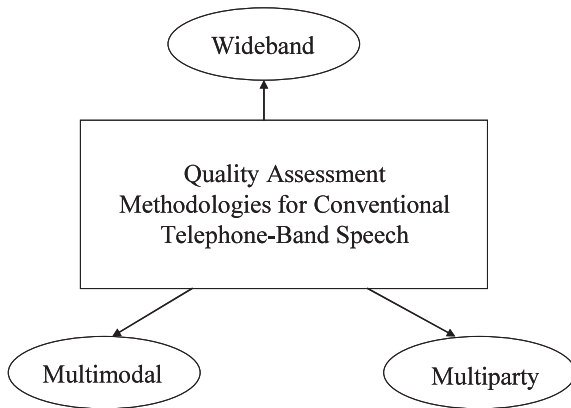 Wideband
Quality Assessment
Methodologies for Conventional
Telephone-Band Speech
Multimodal
Multiparty